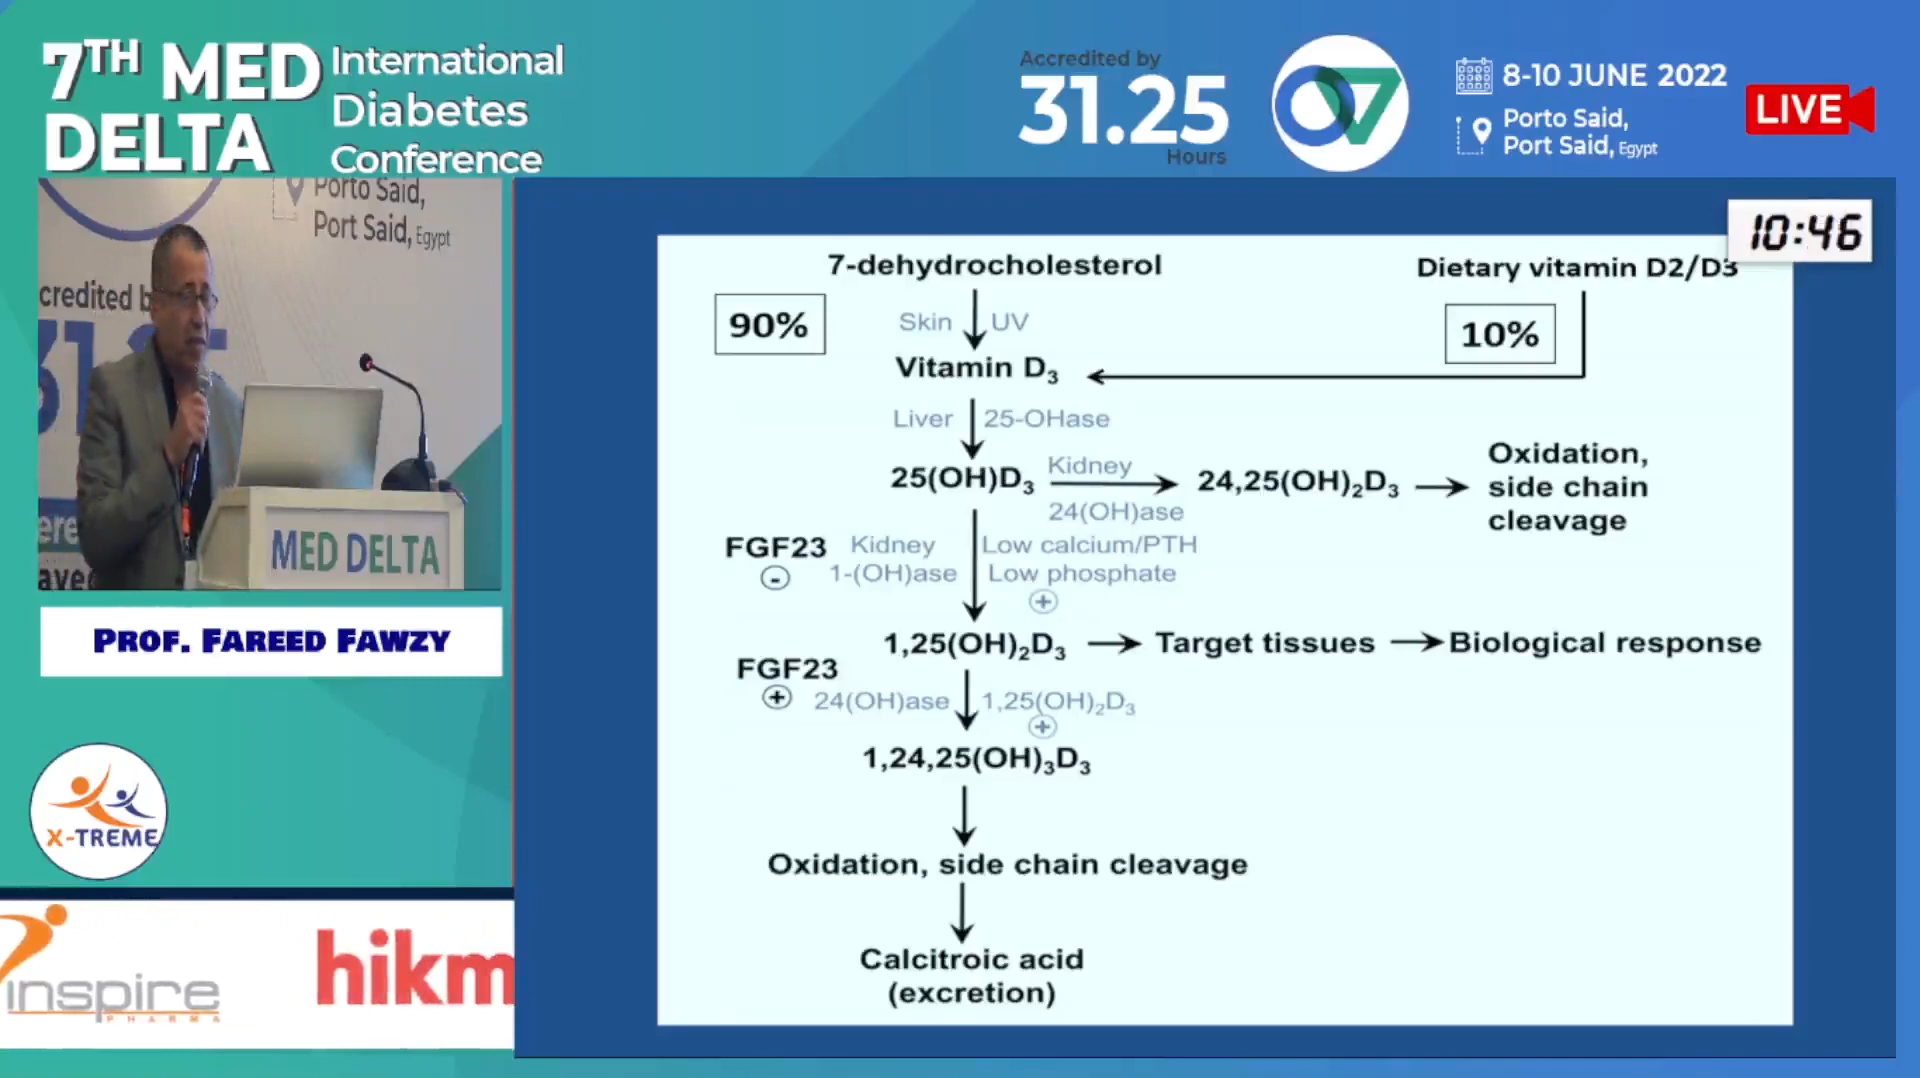 7TH MED
DELTA
International
Diabetes
Conference
Accredited by
31.25
Hours
8-10 JUNE 2022
Porto Said,
Port Said, Egypt
LIVE
Porto Said,
Port Said, Egypt
MED DELTA
PROF. FAREED FAWZY
X-TREME
inspire
PHARMA
hikm
10:46
7-dehydrocholesterol
Dietary vitamin D2/D3
90%
Skin UV
10%
Vitamin D3
Liver 25-OHase
25(OH)D3
Kidney
24(OH)ase
24,25(OH)2D3
Oxidation,
side chain
cleavage
FGF23
-
Kidney
1-(OH)ase
Low calcium/PTH
Low phosphate
+
1,25(OH)2D3 → Target tissues → Biological response
FGF23
+
24(OH)ase
1,25(OH)2D3
+
1,24,25(OH)3D3
Oxidation, side chain cleavage
Calcitroic acid
(excretion)